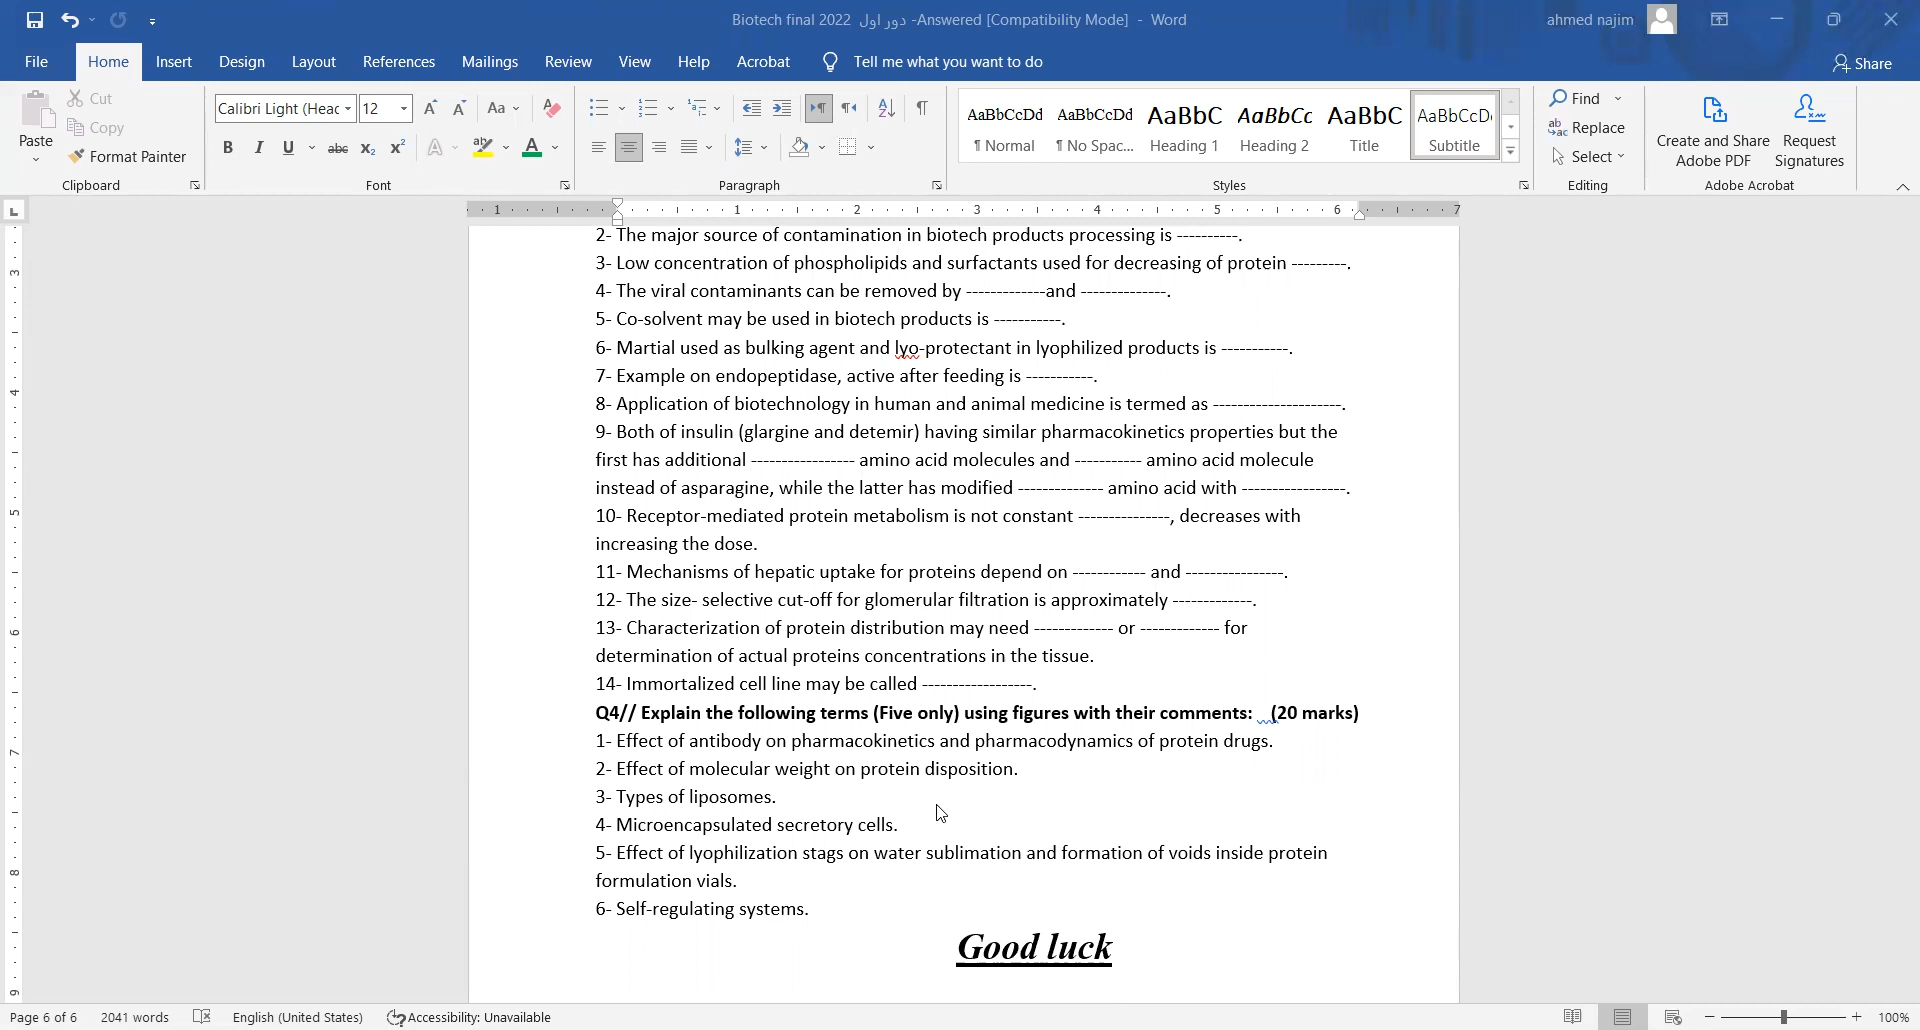 Biotech final 2022 دور اول -Answered [Compatibility Mode] - Word
ahmed najim
File Home Insert Design Layout References Mailings Review View Help Acrobat Tell me what you want to do
Share
Paste
Cut
Copy
Format Painter
Clipboard
Calibri Light (Heac 12
Font
Paragraph
AaBbCcDd ¶ Normal
AaBbCcDd ¶ No Spac...
AaBbC Heading 1
AaBbCc Heading 2
AaBbC Title
AaBbCcD Subtitle
Styles
Find
Replace
Select
Editing
Create and Share Adobe PDF
Request Signatures
Adobe Acrobat
2- The major source of contamination in biotech products processing is ----------.
3- Low concentration of phospholipids and surfactants used for decreasing of protein ---------.
4- The viral contaminants can be removed by -------------and --------------.
5- Co-solvent may be used in biotech products is -----------.
6- Martial used as bulking agent and lyo-protectant in lyophilized products is -----------.
7- Example on endopeptidase, active after feeding is -----------.
8- Application of biotechnology in human and animal medicine is termed as ---------------------.
9- Both of insulin (glargine and detemir) having similar pharmacokinetics properties but the
first has additional ----------------- amino acid molecules and ----------- amino acid molecule
instead of asparagine, while the latter has modified -------------- amino acid with -----------------.
10- Receptor-mediated protein metabolism is not constant ---------------, decreases with
increasing the dose.
11- Mechanisms of hepatic uptake for proteins depend on ------------ and ----------------.
12- The size- selective cut-off for glomerular filtration is approximately -------------.
13- Characterization of protein distribution may need ------------- or ------------- for
determination of actual proteins concentrations in the tissue.
14- Immortalized cell line may be called ------------------.
Q4// Explain the following terms (Five only) using figures with their comments: (20 marks)
1- Effect of antibody on pharmacokinetics and pharmacodynamics of protein drugs.
2- Effect of molecular weight on protein disposition.
3- Types of liposomes.
4- Microencapsulated secretory cells.
5- Effect of lyophilization stags on water sublimation and formation of voids inside protein
formulation vials.
6- Self-regulating systems.
Good luck
Page 6 of 6 2041 words English (United States) Accessibility: Unavailable 100%